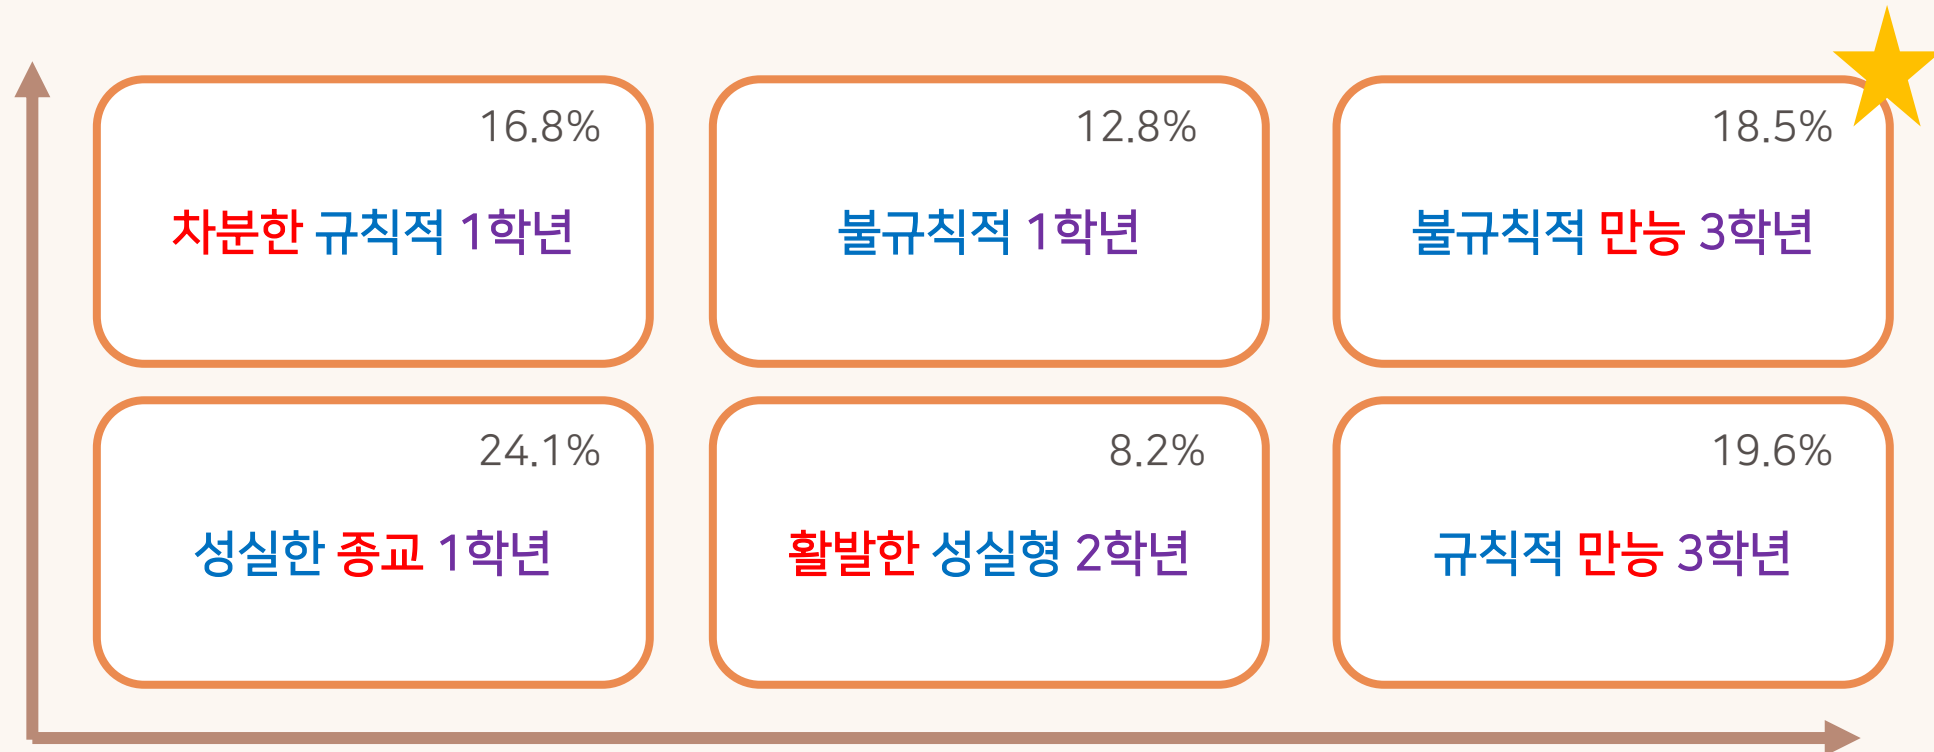 16.8%
차분한 규칙적 1학년
12.8%
불규칙적 1학년
18.5%
불규칙적 만능 3학년
24.1%
성실한 종교 1학년
8.2%
활발한 성실형 2학년
19.6%
규칙적 만능 3학년